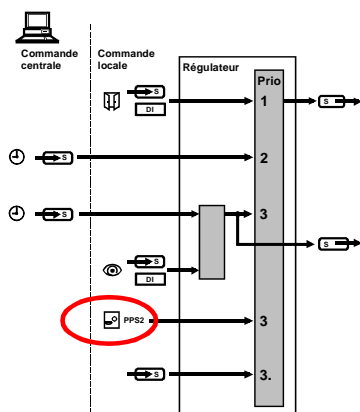 Commande
centrale
Commande
locale
Régulateur
Prio
S
DI
1
S
S
2
S
3
S
S
DI
PPS2
3
S
3.